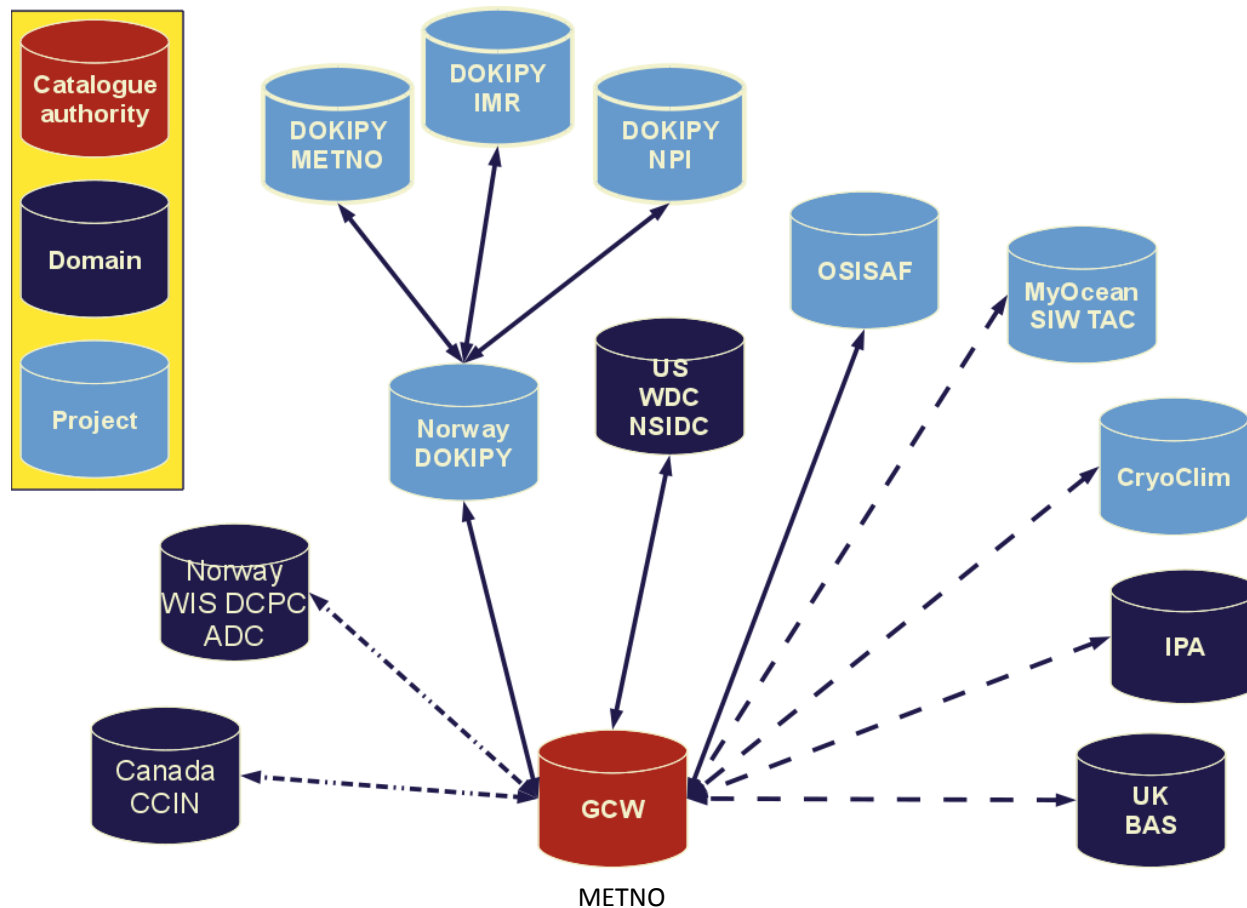 Catalogue
authority
Domain
Project
DOKIPY
METNO
DOKIPY
IMR
DOKIPY
NPI
OSISAF
MyOcean
SIW TAC
US
WDC
NSIDC
Norway
DOKIPY
CryoClim
Norway
WIS DCPC
ADC
IPA
Canada
CCIN
GCW
UK
BAS
METNO